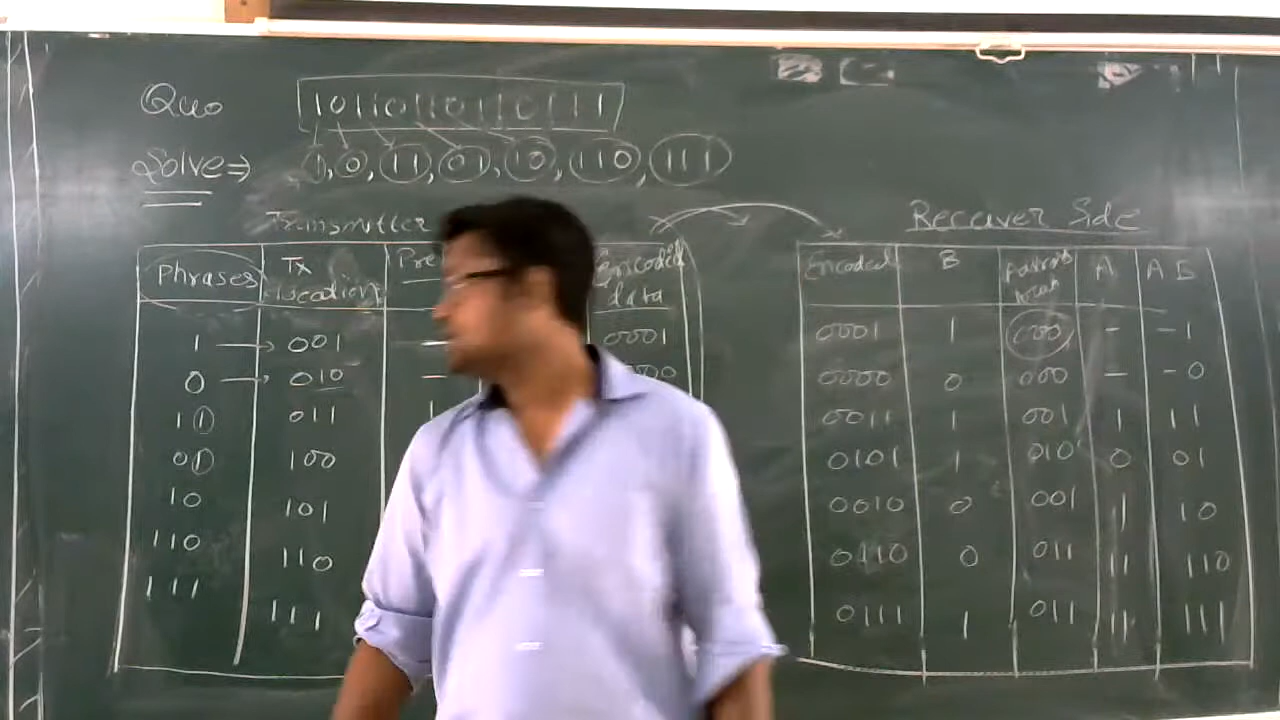 Quo 101101101101111
Solve⇒ 1, 0, 11, 01, 10, 110, 111
Transmitter
Phrases Tx location Pre Encoded data
1 → 001 — 0001
0 → 010 —
11 011 1
01 100
10 101
110 110
111 111
Receiver Side
Encoded B A A B
0001 1 000 - -1
0000 0 000 - -0
0011 1 001 1 11
0101 1 010 0 01
0010 0 001 1 10
0110 0 011 11 110
0111 1 011 11 111